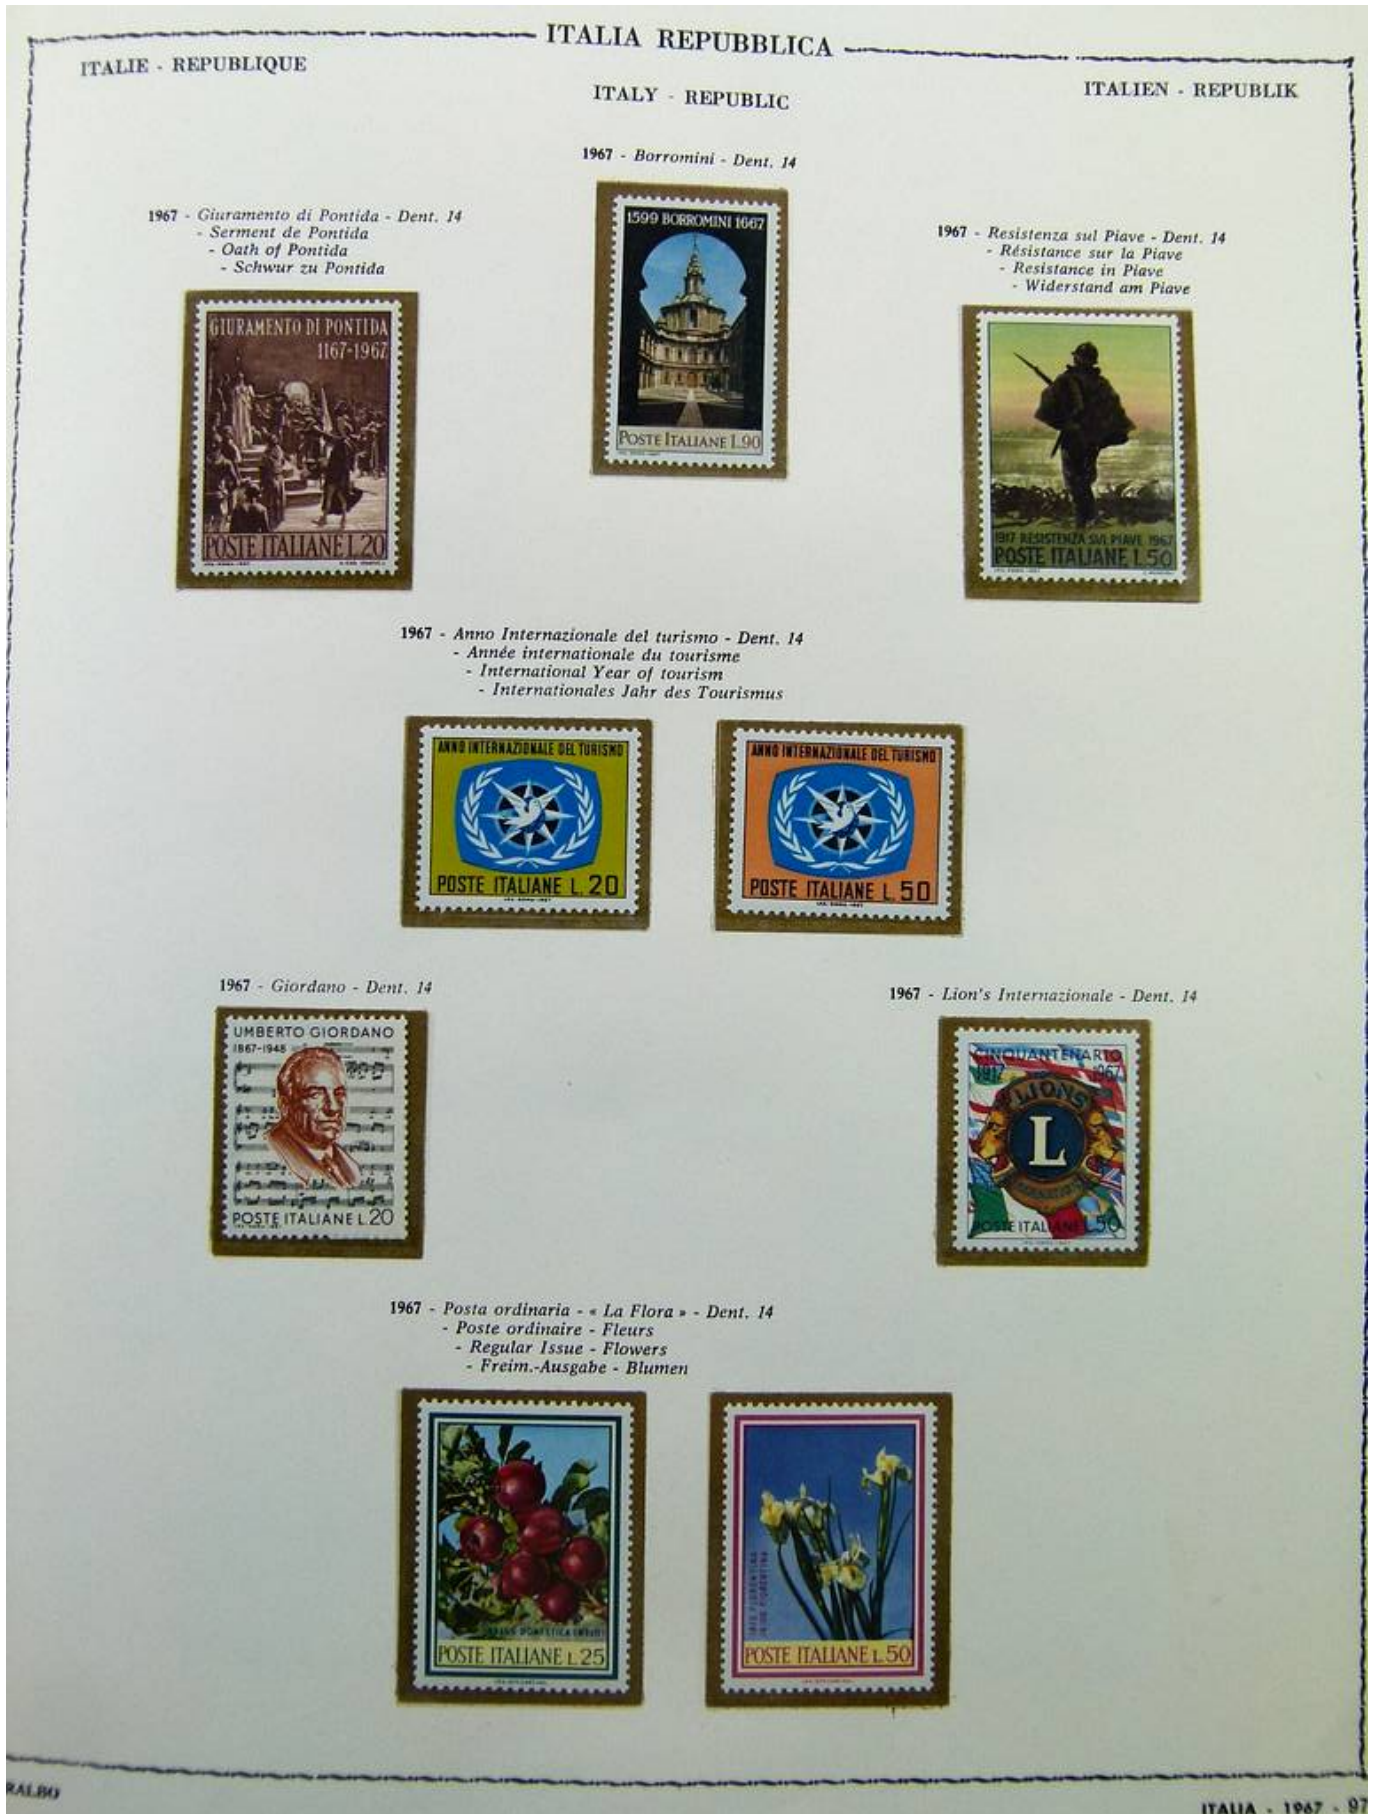 ITALIA REPUBBLICA
ITALIE - REPUBLIQUE
ITALY - REPUBLIC
ITALIEN - REPUBLIK
1967 - Borromini - Dent. 14
1599 BORROMINI 1667
POSTE ITALIANE L.90
1967 - Giuramento di Pontida - Dent. 14
- Serment de Pontida
- Oath of Pontida
- Schwur zu Pontida
GIURAMENTO DI PONTIDA
1167-1967
POSTE ITALIANE L.20
1967 - Resistenza sul Piave - Dent. 14
- Résistance sur la Piave
- Resistance in Piave
- Widerstand am Piave
1917 RESISTENZA SUL PIAVE 1967
POSTE ITALIANE L.50
1967 - Anno Internazionale del turismo - Dent. 14
- Année internationale du tourisme
- International Year of tourism
- Internationales Jahr des Tourismus
ANNO INTERNAZIONALE DEL TURISMO
POSTE ITALIANE L.20
ANNO INTERNAZIONALE DEL TURISMO
POSTE ITALIANE L.50
1967 - Giordano - Dent. 14
UMBERTO GIORDANO
1867-1948
POSTE ITALIANE L.20
1967 - Lion's Internazionale - Dent. 14
CINQUANTENARIO
1917 1967
LIONS
L
POSTE ITALIANE L.50
1967 - Posta ordinaria - « La Flora » - Dent. 14
- Poste ordinaire - Fleurs
- Regular Issue - Flowers
- Freim.-Ausgabe - Blumen
DOMESTICA
POSTE ITALIANE L.25
IRIS FLORENTINA
POSTE ITALIANE L.50
RALBO
ITALIA - 1967 - 97